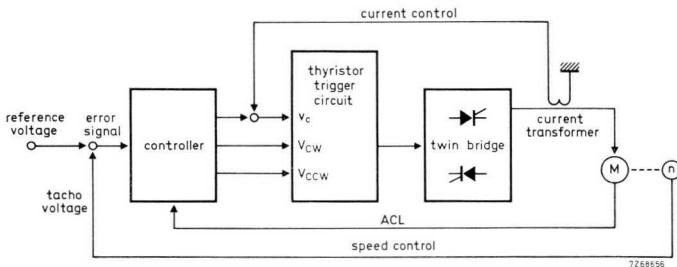 current control
thyristor
trigger
circuit
reference
voltage
error
signal
controller
v_c
V_CW
V_CCW
twin bridge
current
transformer
M
n
tacho
voltage
ACL
speed control
7268656